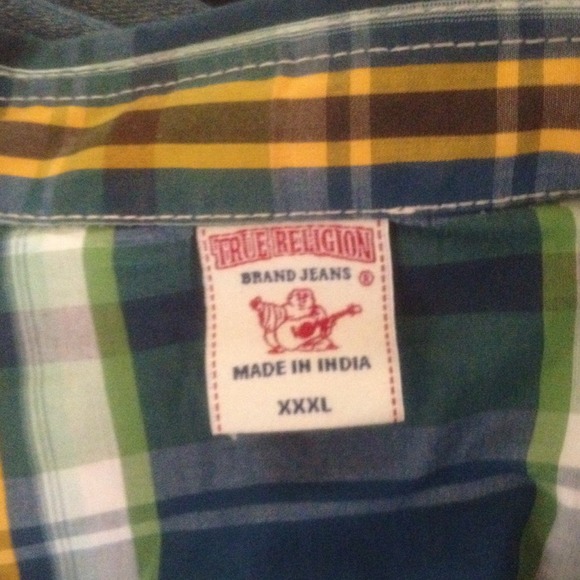 TRUE RELIGION
BRAND JEANS ®
MADE IN INDIA
XXXL